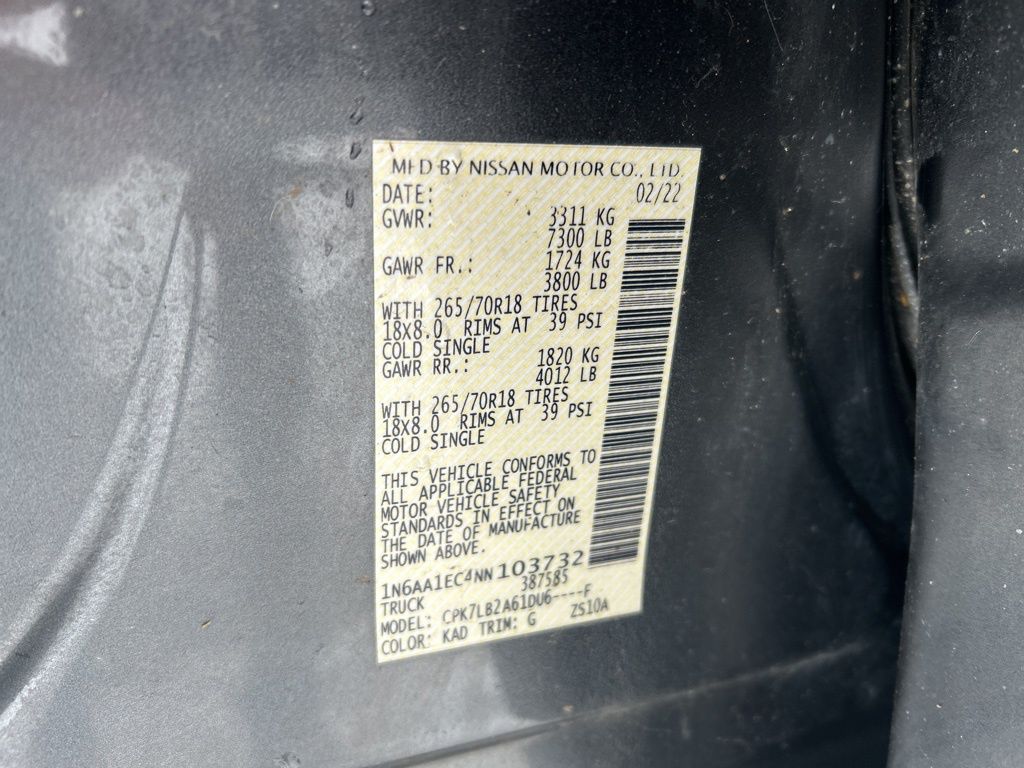 MFD BY NISSAN MOTOR CO., LTD.
DATE: 02/22
GVWR: 3311 KG
7300 LB
GAWR FR.: 1724 KG
3800 LB
WITH 265/70R18 TIRES
18X8.0 RIMS AT 39 PSI
COLD SINGLE
GAWR RR.: 1820 KG
4012 LB
WITH 265/70R18 TIRES
18X8.0 RIMS AT 39 PSI
COLD SINGLE
THIS VEHICLE CONFORMS TO
ALL APPLICABLE FEDERAL
MOTOR VEHICLE SAFETY
STANDARDS IN EFFECT ON
THE DATE OF MANUFACTURE
SHOWN ABOVE.
1N6AA1EC4NN103732
TRUCK 387585
MODEL: CPK7LB2A61DU6----F
COLOR: KAD TRIM: G ZS10A